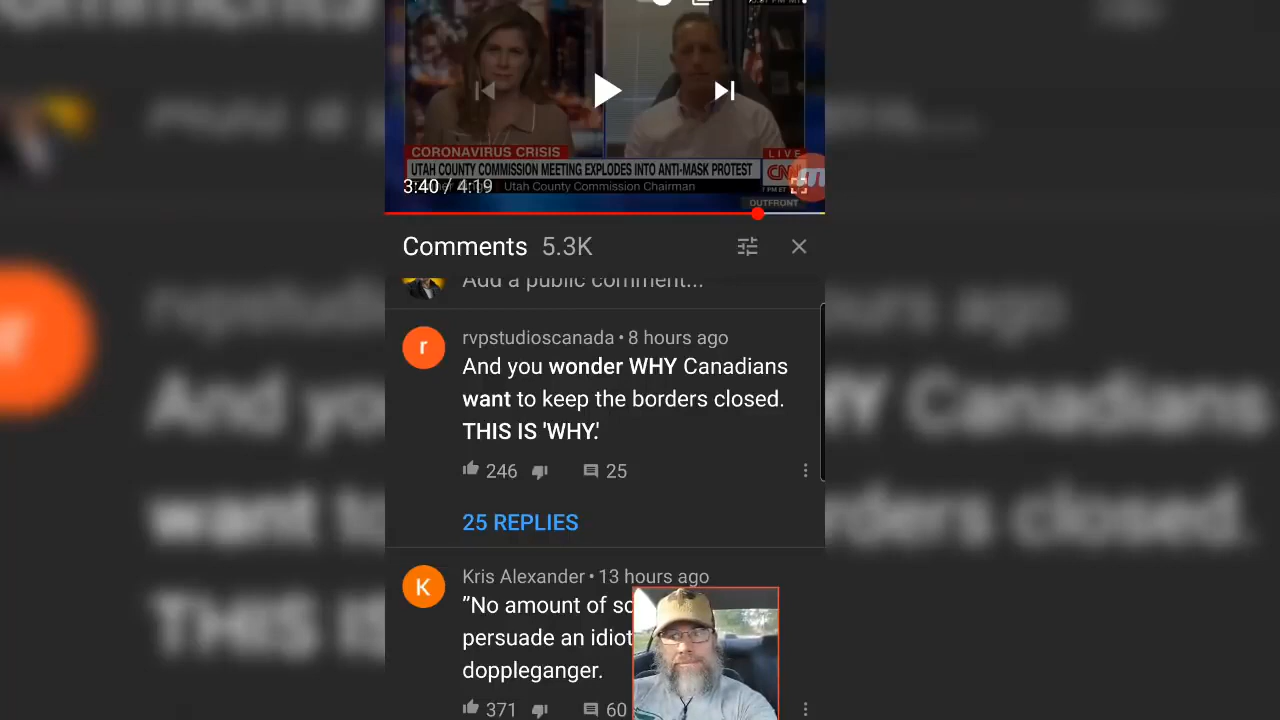 CORONAVIRUS CRISIS
LIVE
UTAH COUNTY COMMISSION MEETING EXPLODES INTO ANTI-MASK PROTEST
CNN
3:40 / 4:19
Utah County Commission Chairman
OUTFRONT
Comments 5.3K
Add a public comment...
rvpstudioscanada • 8 hours ago
r
And you wonder WHY Canadians
want to keep the borders closed.
THIS IS 'WHY.'
246
25
25 REPLIES
Kris Alexander • 13 hours ago
K
"No amount of
persuade an idiot
doppleganger.
371
60